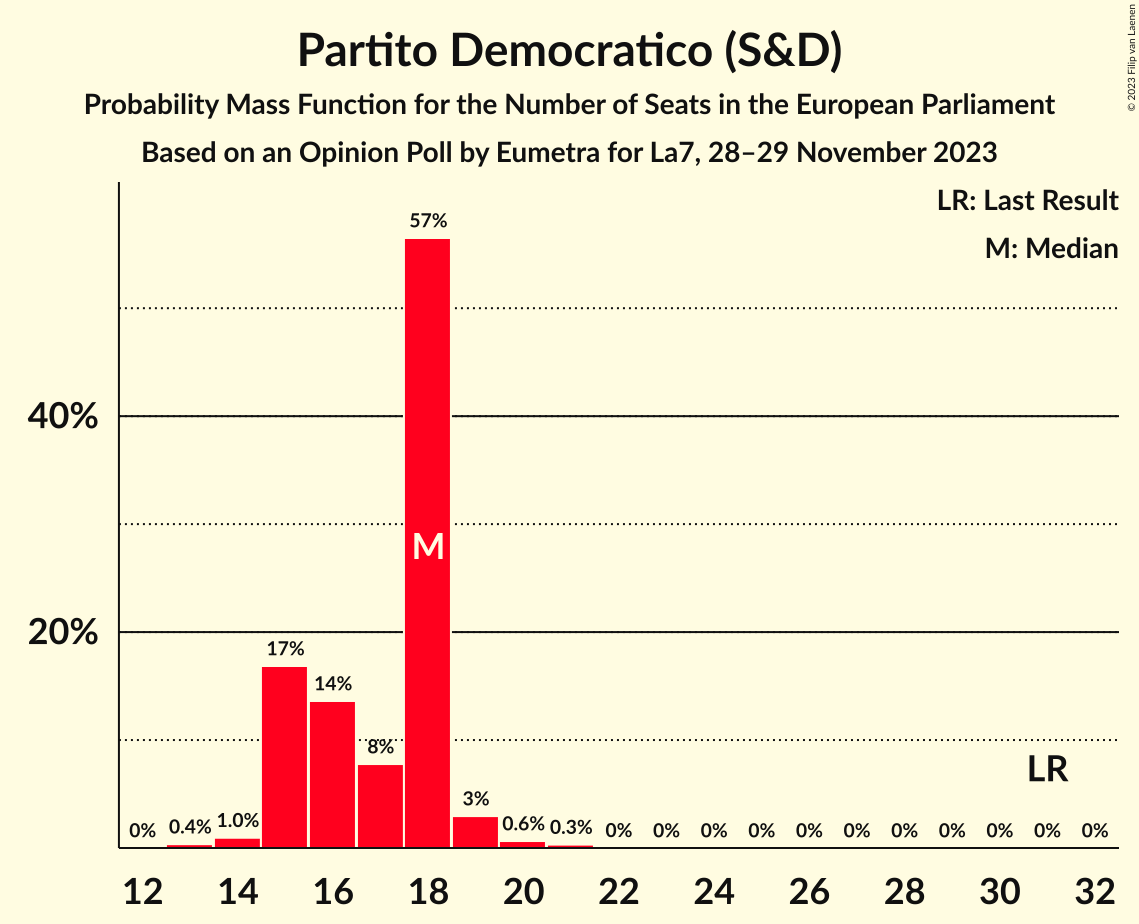 Partito Democratico (S&D)
Probability Mass Function for the Number of Seats in the European Parliament
Based on an Opinion Poll by Eumetra for La7, 28–29 November 2023
© 2023 Filip van Laenen
LR: Last Result
M: Median
57%
40%
M
20%
17%
14%
8%
LR
0% 0.4% 1.0% 3% 0.6% 0.3% 0% 0% 0% 0% 0% 0% 0% 0% 0% 0% 0%
12 14 16 18 20 22 24 26 28 30 32